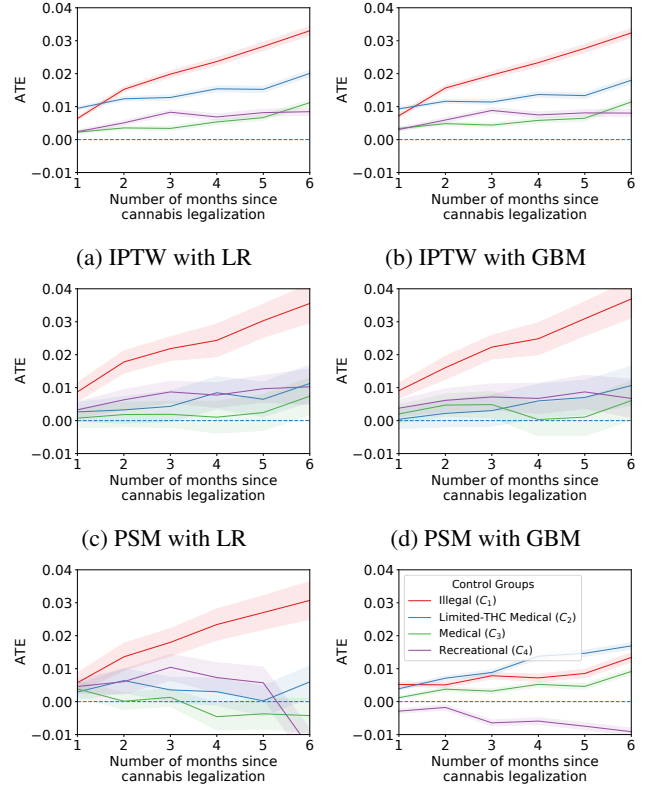 0.04
0.03
0.02
0.01
0.00
−0.01
ATE
1 2 3 4 5 6
Number of months since
cannabis legalization
(a) IPTW with LR
0.04
0.03
0.02
0.01
0.00
−0.01
ATE
1 2 3 4 5 6
Number of months since
cannabis legalization
(b) IPTW with GBM
0.04
0.03
0.02
0.01
0.00
−0.01
ATE
1 2 3 4 5 6
Number of months since
cannabis legalization
(c) PSM with LR
0.04
0.03
0.02
0.01
0.00
−0.01
ATE
1 2 3 4 5 6
Number of months since
cannabis legalization
(d) PSM with GBM
0.04
0.03
0.02
0.01
0.00
−0.01
ATE
1 2 3 4 5 6
Number of months since
cannabis legalization
0.04
0.03
0.02
0.01
0.00
−0.01
ATE
Control Groups
Illegal (C₁)
Limited-THC Medical (C₂)
Medical (C₃)
Recreational (C₄)
1 2 3 4 5 6
Number of months since
cannabis legalization